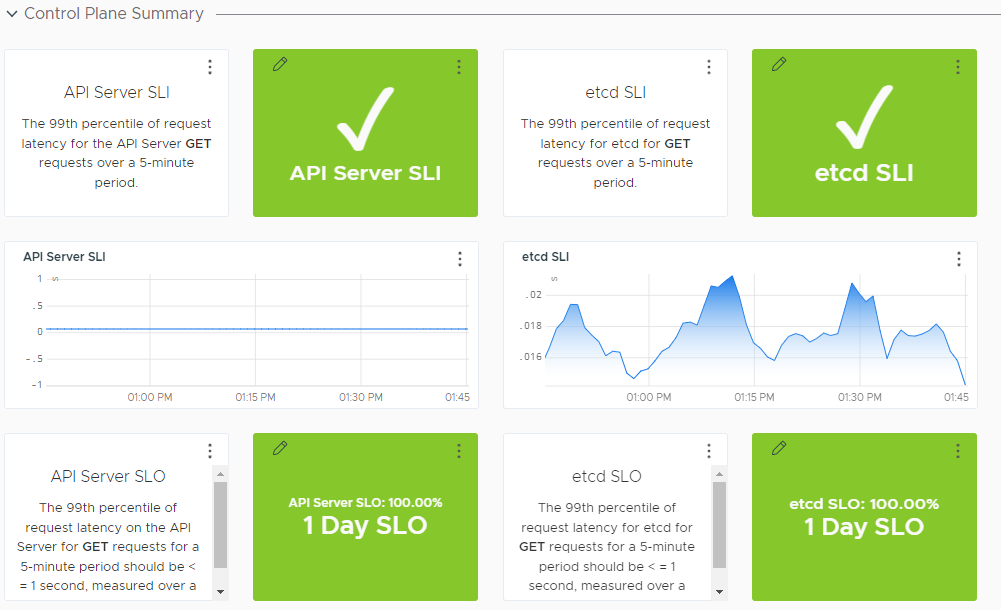 Control Plane Summary
API Server SLI
The 99th percentile of request
latency for the API Server GET
requests over a 5-minute
period.
API Server SLI
etcd SLI
The 99th percentile of request
latency for etcd for GET
requests over a 5-minute
period.
etcd SLI
API Server SLI
s
1
.5
0
-.5
-1
01:00 PM 01:15 PM 01:30 PM 01:45
etcd SLI
s
.02
.018
.016
01:00 PM 01:15 PM 01:30 PM 01:45
API Server SLO
The 99th percentile of
request latency on the API
Server for GET requests for a
5-minute period should be <
= 1 second, measured over a
API Server SLO: 100.00%
1 Day SLO
etcd SLO
The 99th percentile of
request latency for etcd for
GET requests for a 5-minute
period should be < = 1
second, measured over a
etcd SLO: 100.00%
1 Day SLO